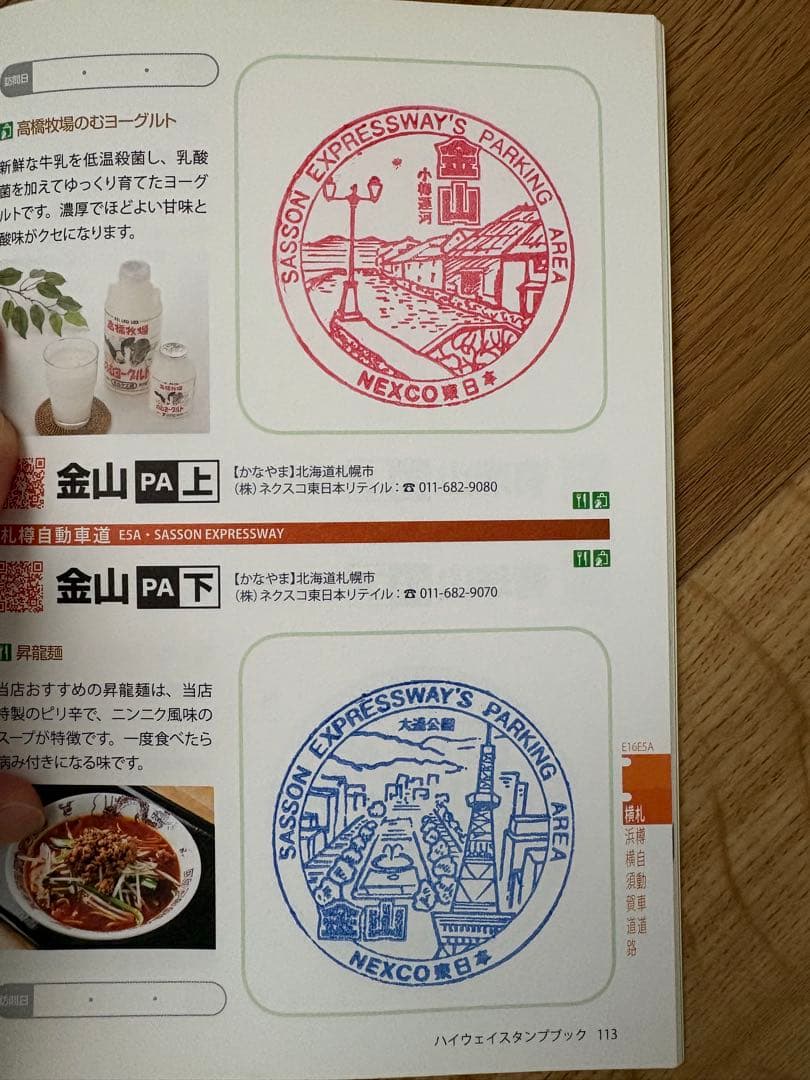 訪問日
高橋牧場のむヨーグルト
新鮮な牛乳を低温殺菌し、乳酸
菌を加えてゆっくり育てたヨーグ
ルトです。濃厚でほどよい甘味と
酸味がクセになります。
高橋牧場
のむヨーグルト
SASSON EXPRESSWAY'S PARKING AREA
金山
小樽運河
NEXCO東日本
金山 PA 上
【かなやま】北海道札幌市
(株)ネクスコ東日本リテイル:☎ 011-682-9080
札樽自動車道 E5A・SASSON EXPRESSWAY
金山 PA 下
【かなやま】北海道札幌市
(株)ネクスコ東日本リテイル:☎ 011-682-9070
昇龍麺
当店おすすめの昇龍麺は、当店
特製のピリ辛で、ニンニク風味の
スープが特徴です。一度食べたら
病み付きになる味です。
SASSON EXPRESSWAY'S PARKING AREA
大通公園
金山
NEXCO東日本
E16E5A
札樽自動車道
横浜横須賀道路
訪問日
ハイウェイスタンプブック 113